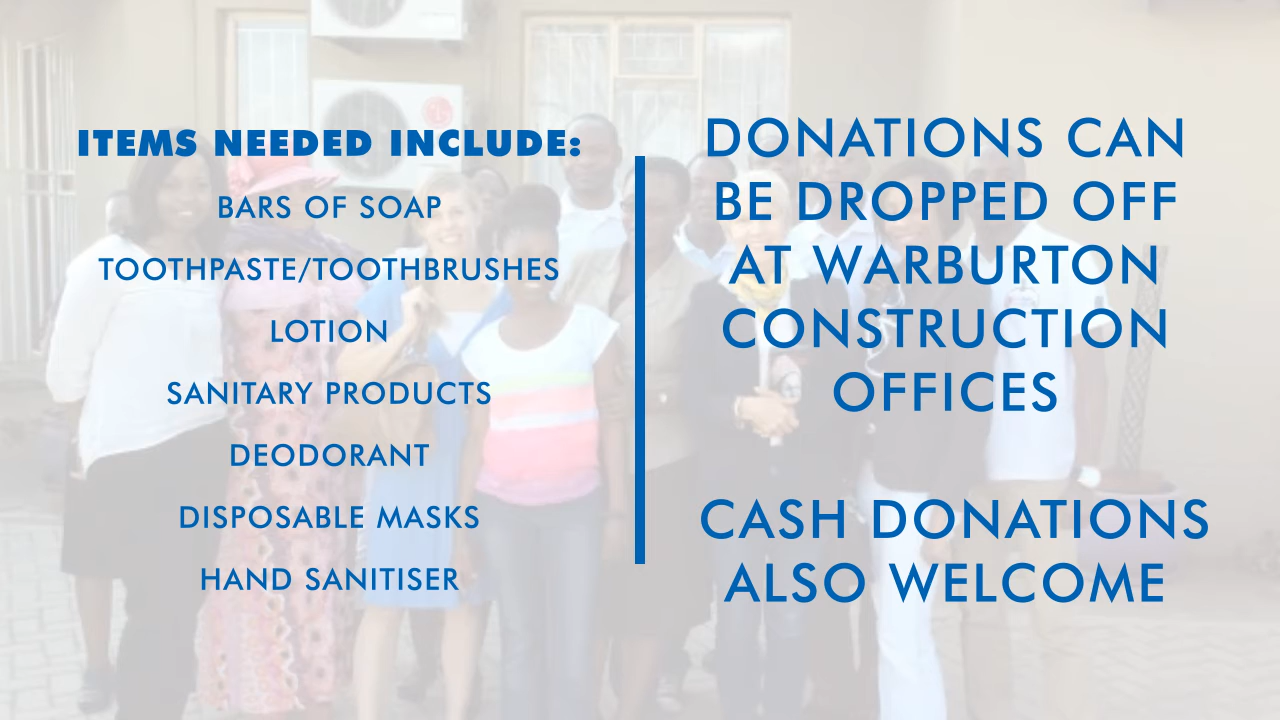 ITEMS NEEDED INCLUDE:
BARS OF SOAP
TOOTHPASTE/TOOTHBRUSHES
LOTION
SANITARY PRODUCTS
DEODORANT
DISPOSABLE MASKS
HAND SANITISER
DONATIONS CAN
BE DROPPED OFF
AT WARBURTON
CONSTRUCTION
OFFICES
CASH DONATIONS
ALSO WELCOME